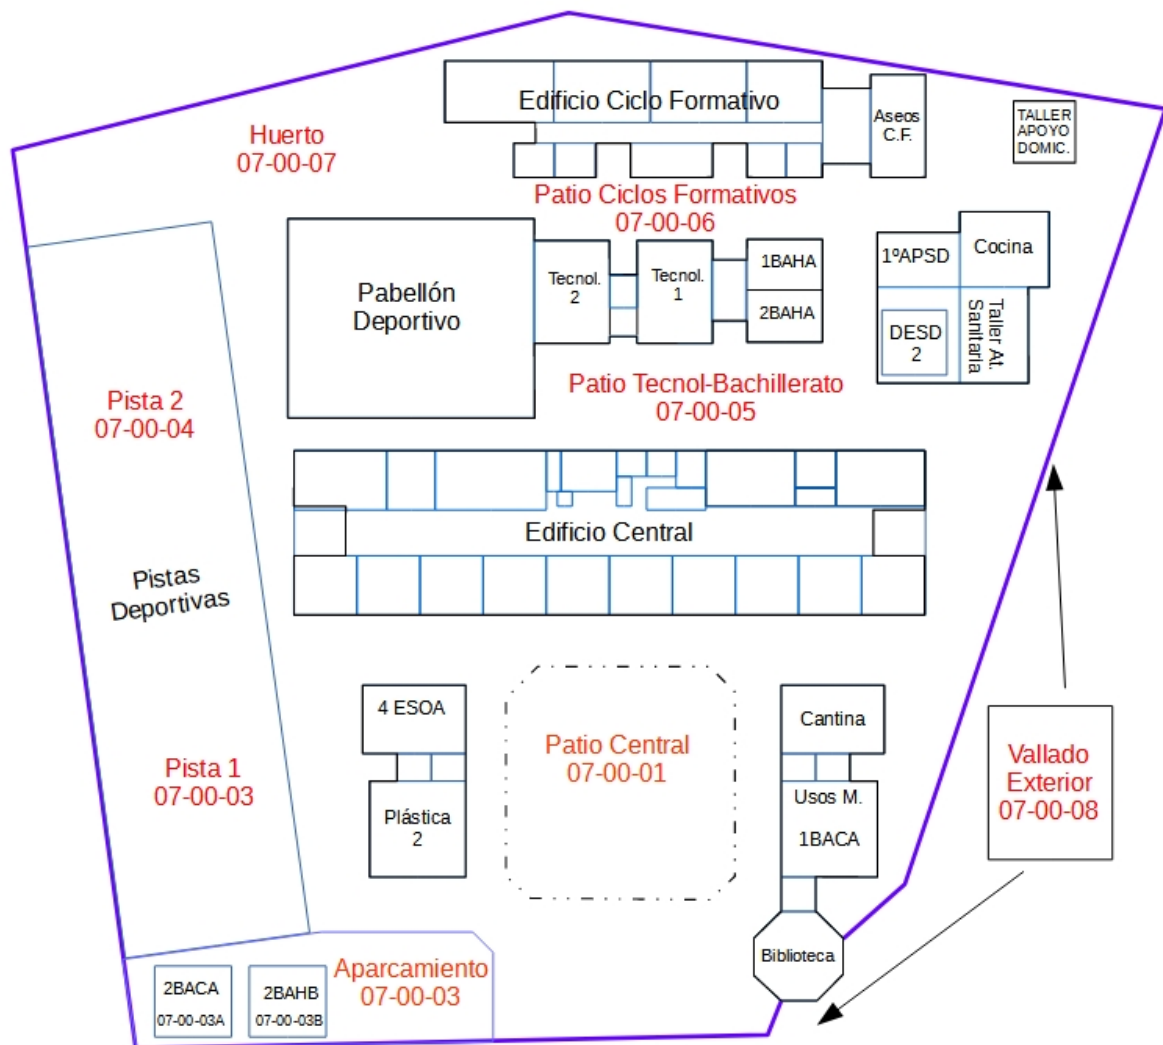 Edificio Ciclo Formativo
Aseos
C.F.
TALLER
APOYO
DOMIC.
Huerto
07-00-07
Patio Ciclos Formativos
07-00-06
Pabellón
Deportivo
Tecnol.
2
Tecnol.
1
1BAHA
2BAHA
1ºAPSD
Cocina
DESD
2
Taller At.
Sanitaria
Patio Tecnol-Bachillerato
07-00-05
Pista 2
07-00-04
Edificio Central
Pistas
Deportivas
Pista 1
07-00-03
4 ESOA
Plástica
2
Patio Central
07-00-01
Cantina
Usos M.
1BACA
Biblioteca
Vallado
Exterior
07-00-08
Aparcamiento
07-00-03
2BACA
07-00-03A
2BAHB
07-00-03B